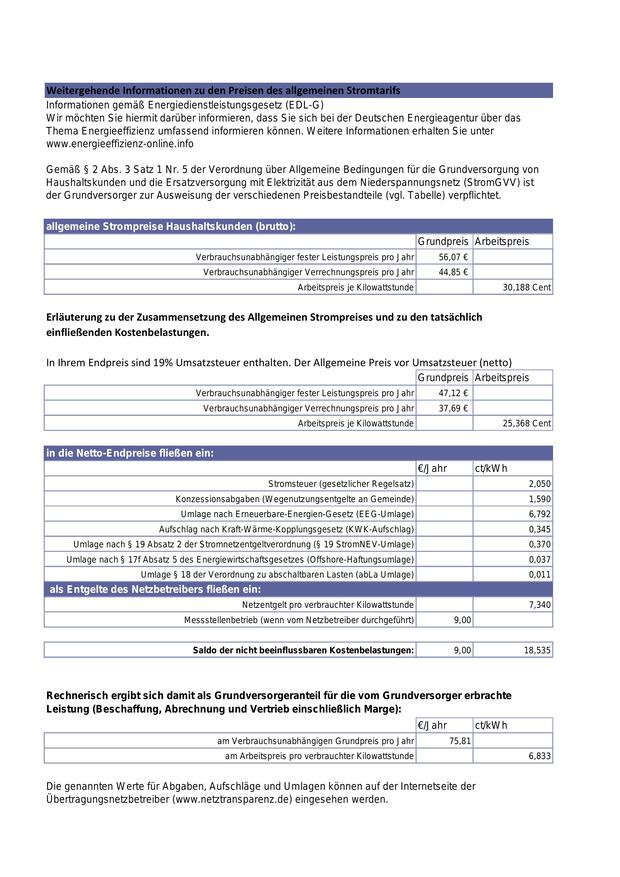 Weitergehende Informationen zu den Preisen des allgemeinen Stromtarifs
Informationen gemäß Energiedienstleistungsgesetz (EDL-G)
Wir möchten Sie hiermit darüber informieren, dass Sie sich bei der Deutschen Energieagentur über das
Thema Energieeffizienz umfassend informieren können. Weitere Informationen erhalten Sie unter
www.energieeffizienz-online.info
Gemäß § 2 Abs. 3 Satz 1 Nr. 5 der Verordnung über Allgemeine Bedingungen für die Grundversorgung von
Haushaltskunden und die Ersatzversorgung mit Elektrizität aus dem Niederspannungsnetz (StromGVV) ist
der Grundversorger zur Ausweisung der verschiedenen Preisbestandteile (vgl. Tabelle) verpflichtet.
allgemeine Strompreise Haushaltskunden (brutto):
Grundpreis Arbeitspreis
Verbrauchsunabhängiger fester Leistungspreis pro Jahr 56,07 €
Verbrauchsunabhängiger Verrechnungspreis pro Jahr 44,85 €
Arbeitspreis je Kilowattstunde 30,188 Cent
Erläuterung zu der Zusammensetzung des Allgemeinen Strompreises und zu den tatsächlich
einfließenden Kostenbelastungen.
In Ihrem Endpreis sind 19% Umsatzsteuer enthalten. Der Allgemeine Preis vor Umsatzsteuer (netto)
Grundpreis Arbeitspreis
Verbrauchsunabhängiger fester Leistungspreis pro Jahr 47,12 €
Verbrauchsunabhängiger Verrechnungspreis pro Jahr 37,69 €
Arbeitspreis je Kilowattstunde 25,368 Cent
in die Netto-Endpreise fließen ein:
€/Jahr ct/kWh
Stromsteuer (gesetzlicher Regelsatz) 2,050
Konzessionsabgaben (Wegenutzungsentgelte an Gemeinde) 1,590
Umlage nach Erneuerbare-Energien-Gesetz (EEG-Umlage) 6,792
Aufschlag nach Kraft-Wärme-Kopplungsgesetz (KWK-Aufschlag) 0,345
Umlage nach § 19 Absatz 2 der Stromnetzentgeltverordnung (§ 19 StromNEV-Umlage) 0,370
Umlage nach § 17f Absatz 5 des Energiewirtschaftsgesetzes (Offshore-Haftungsumlage) 0,037
Umlage § 18 der Verordnung zu abschaltbaren Lasten (abLa Umlage) 0,011
als Entgelte des Netzbetreibers fließen ein:
Netzentgelt pro verbrauchter Kilowattstunde 7,340
Messstellenbetrieb (wenn vom Netzbetreiber durchgeführt) 9,00
Saldo der nicht beeinflussbaren Kostenbelastungen: 9,00 18,535
Rechnerisch ergibt sich damit als Grundversorgeranteil für die vom Grundversorger erbrachte
Leistung (Beschaffung, Abrechnung und Vertrieb einschließlich Marge):
€/Jahr ct/kWh
am Verbrauchsunabhängigen Grundpreis pro Jahr 75,81
am Arbeitspreis pro verbrauchter Kilowattstunde 6,833
Die genannten Werte für Abgaben, Aufschläge und Umlagen können auf der Internetseite der
Übertragungsnetzbetreiber (www.netztransparenz.de) eingesehen werden.